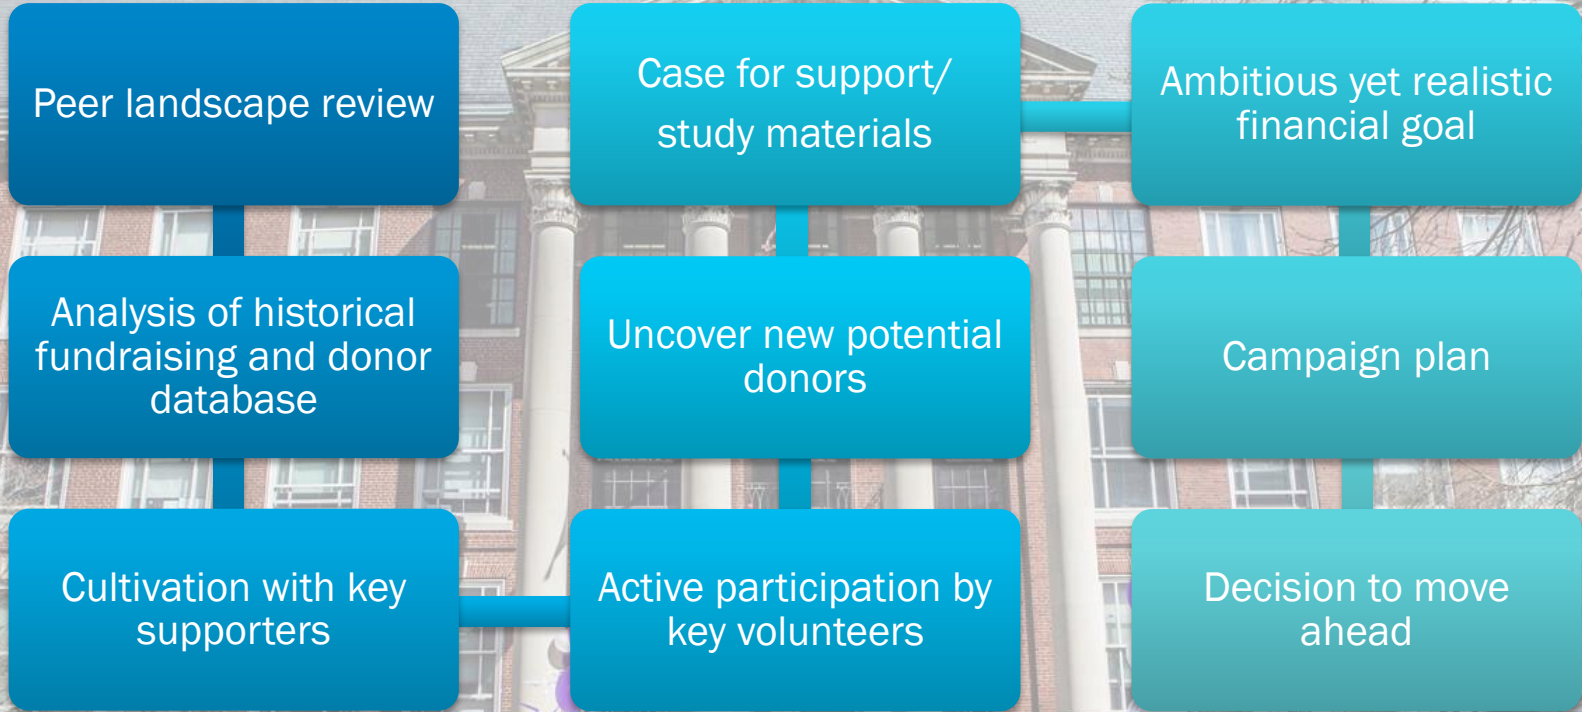 Peer landscape review
Analysis of historical
fundraising and donor
database
Cultivation with key
supporters
Active participation by
key volunteers
Uncover new potential
donors
Case for support/
study materials
Ambitious yet realistic
financial goal
Campaign plan
Decision to move
ahead